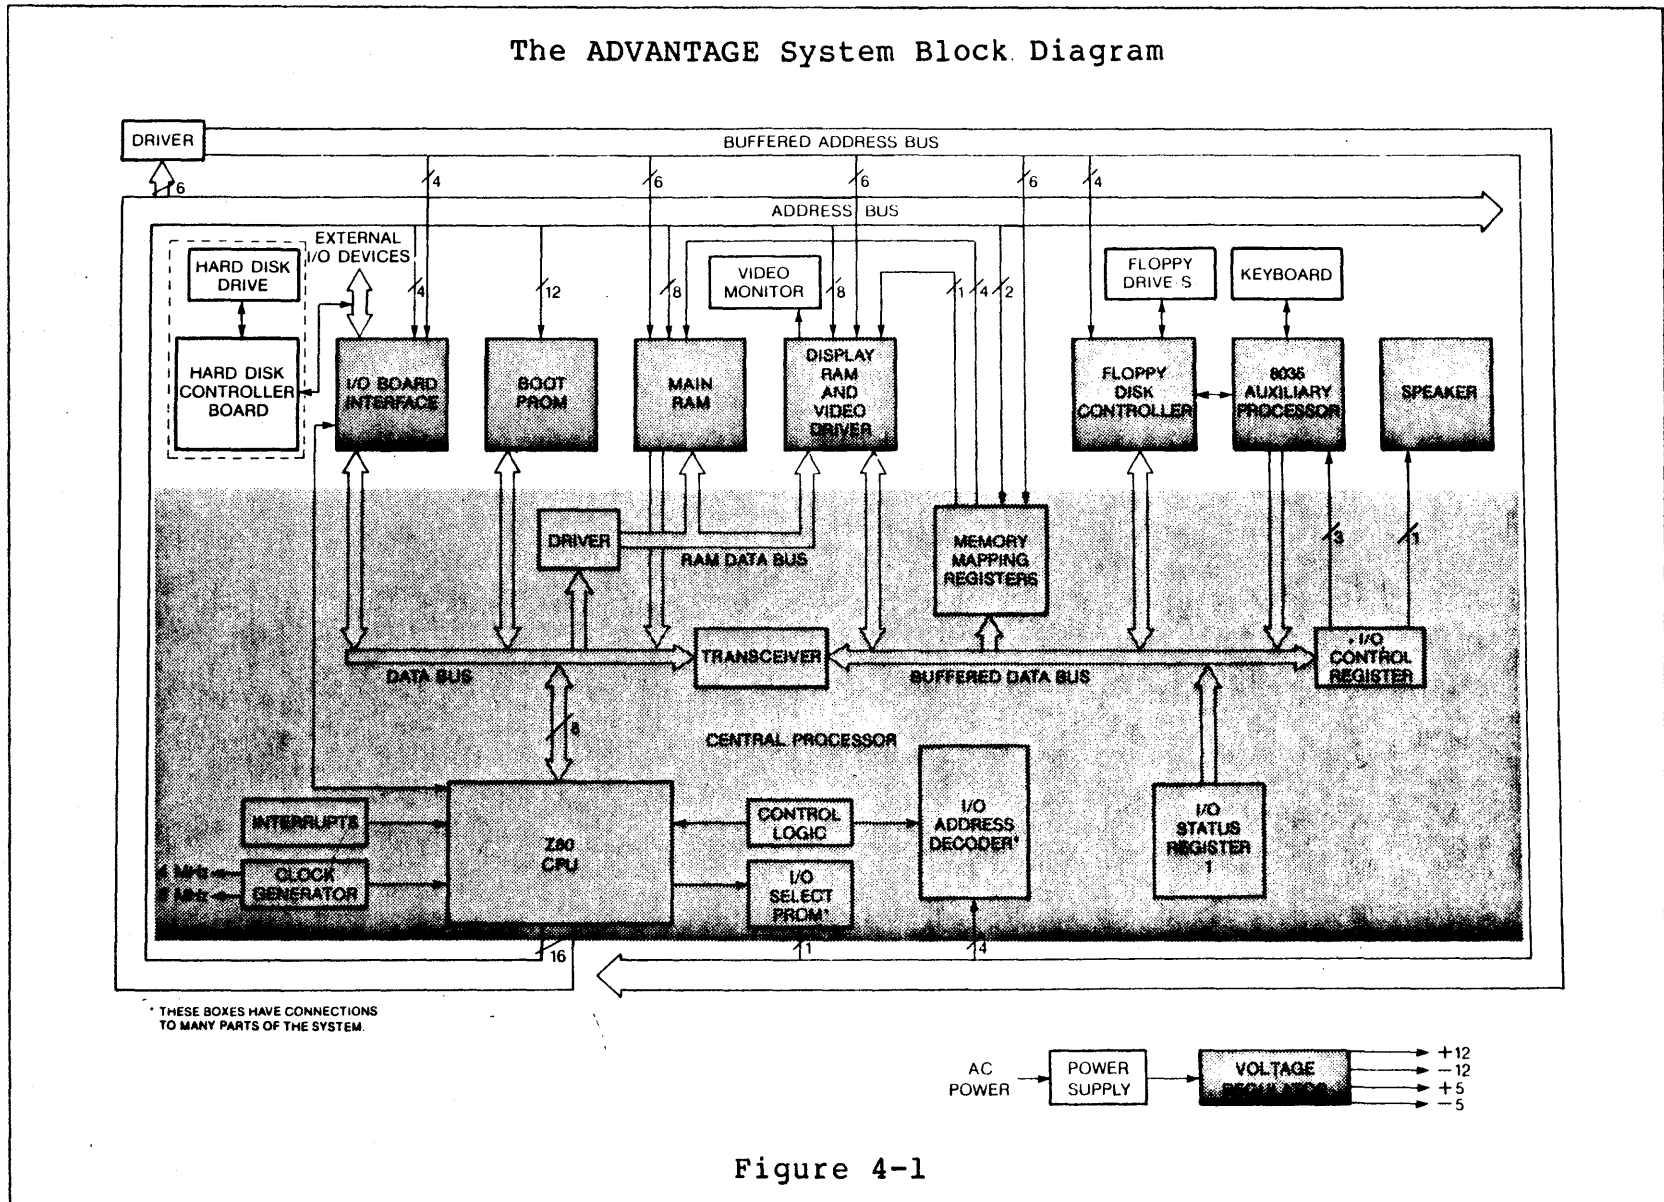 The ADVANTAGE System Block Diagram
DRIVER
BUFFERED ADDRESS BUS
6
4
6
6
6
4
ADDRESS BUS
EXTERNAL
I/O DEVICES
HARD DISK
DRIVE
4
12
8
VIDEO
MONITOR
8
1
4
2
FLOPPY
DRIVE S
KEYBOARD
HARD DISK
CONTROLLER
BOARD
I/O BOARD
INTERFACE
BOOT
PROM
MAIN
RAM
DISPLAY
RAM
AND
VIDEO
DRIVER
FLOPPY
DISK
CONTROLLER
8035
AUXILIARY
PROCESSOR
SPEAKER
DRIVER
RAM DATA BUS
MEMORY
MAPPING
REGISTERS
3
1
DATA BUS
TRANSCEIVER
BUFFERED DATA BUS
I/O
CONTROL
REGISTER
8
CENTRAL PROCESSOR
INTERRUPTS
CLOCK
GENERATOR
4 MHz
MHz
Z80
CPU
CONTROL
LOGIC
I/O
SELECT
PROM*
I/O
ADDRESS
DECODER*
I/O
STATUS
REGISTER
1
16
1
4
* THESE BOXES HAVE CONNECTIONS
TO MANY PARTS OF THE SYSTEM.
AC
POWER
POWER
SUPPLY
VOLTAGE
REGULATOR
+12
-12
+5
-5
Figure 4-1